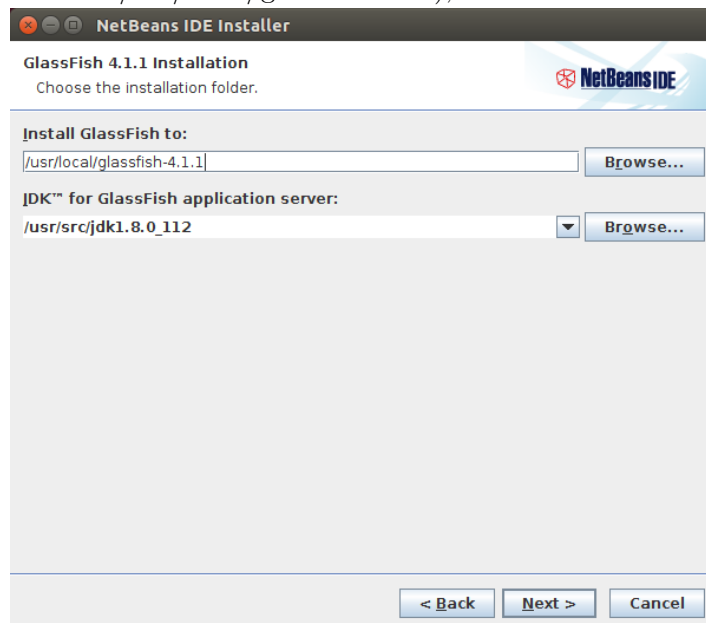 NetBeans IDE Installer
GlassFish 4.1.1 Installation
Choose the installation folder.
NetBeans IDE
Install GlassFish to:
/usr/local/glassfish-4.1.1
Browse...
JDK™ for GlassFish application server:
/usr/src/jdk1.8.0_112
Browse...
< Back
Next >
Cancel